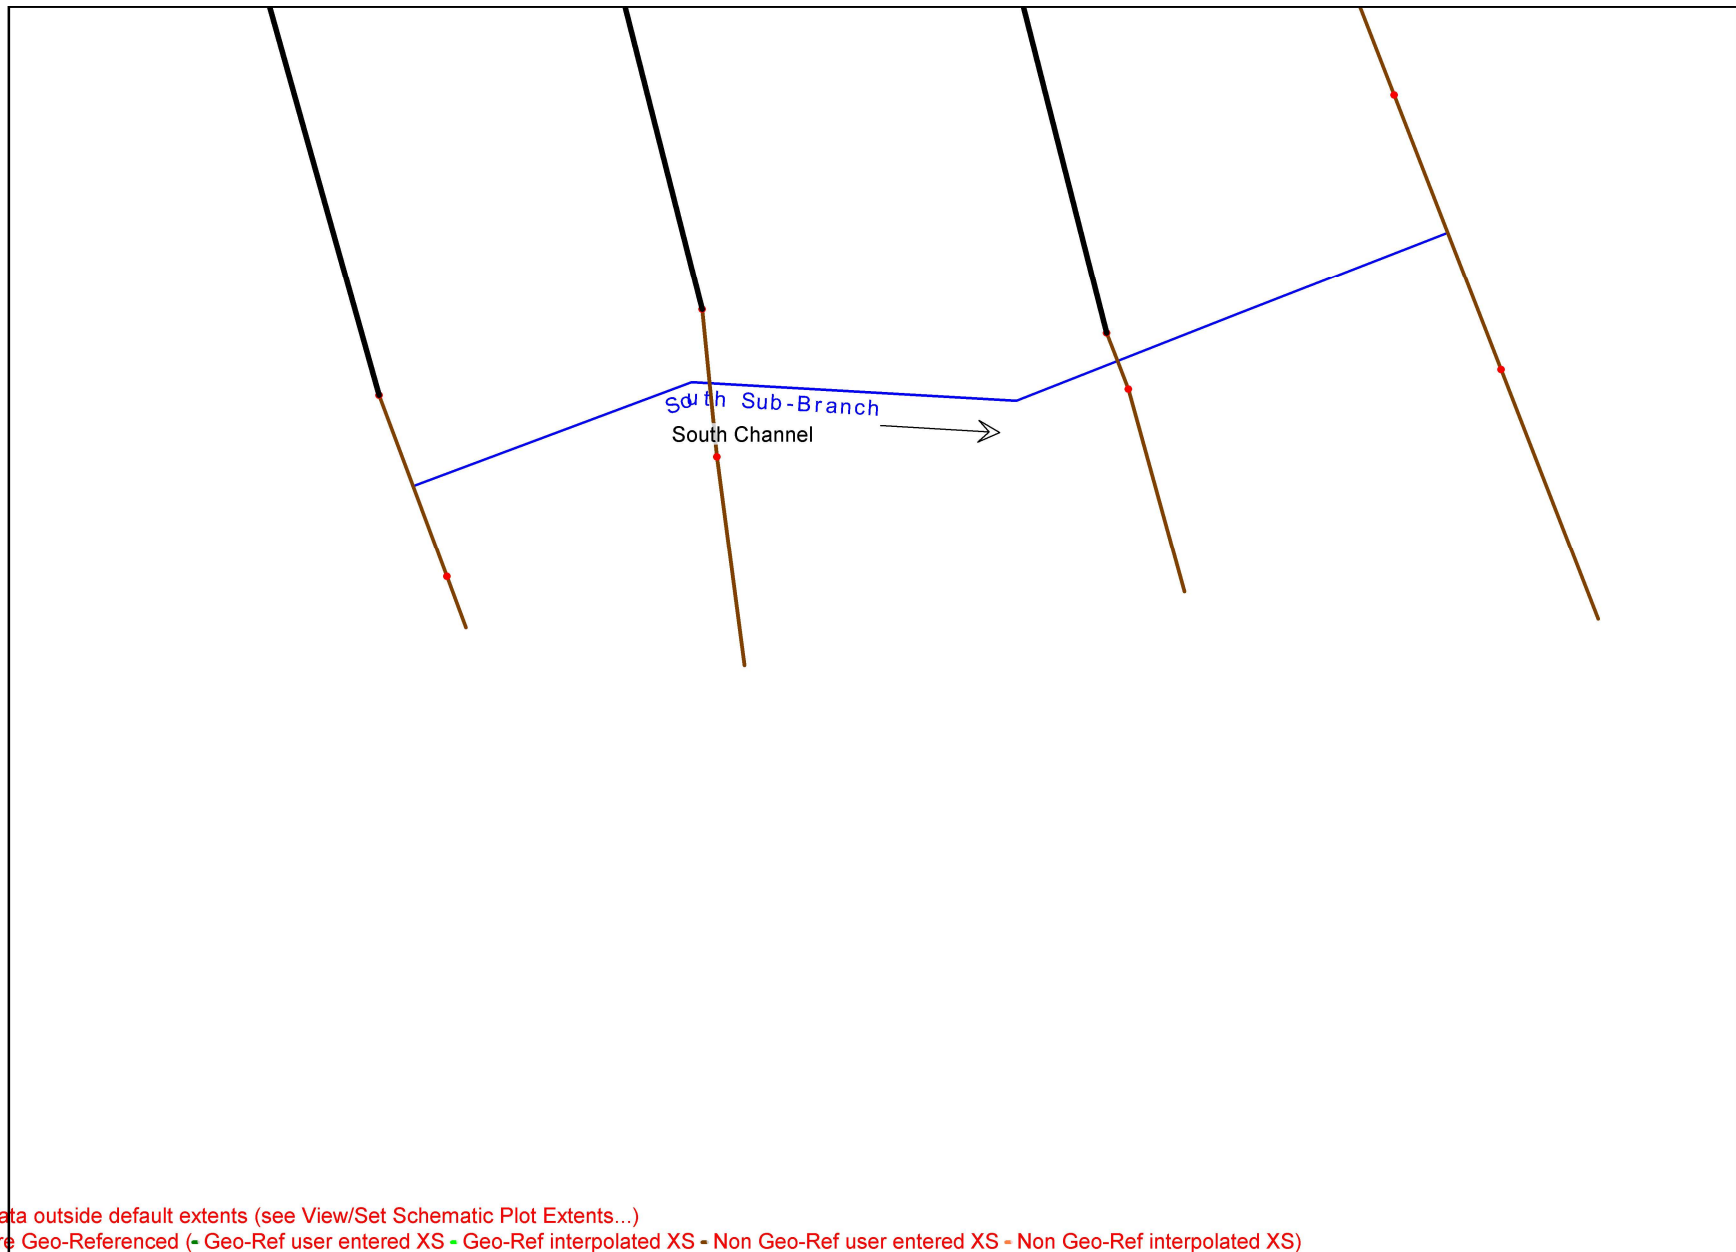 South Sub-Branch
South Channel
ata outside default extents (see View/Set Schematic Plot Extents...)
re Geo-Referenced ( Geo-Ref user entered XS Geo-Ref interpolated XS Non Geo-Ref user entered XS Non Geo-Ref interpolated XS)